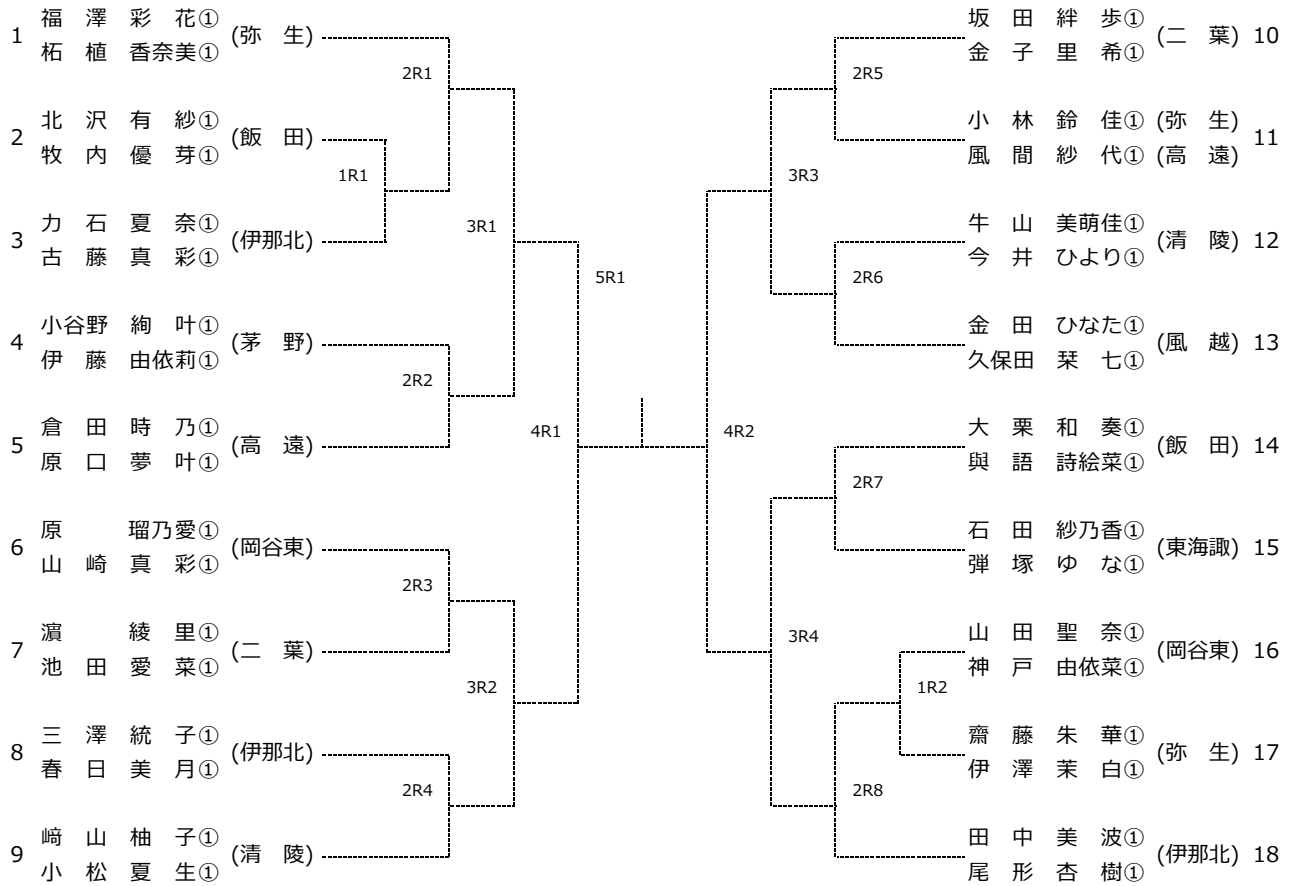 1 福 澤 彩 花① (弥 生)
柘 植 香奈美①
2R1
2 北 沢 有 紗① (飯 田)
牧 内 優 芽①
1R1
3 力 石 夏 奈① (伊那北)
古 藤 真 彩①
3R1
4 小谷野 絢 叶① (茅 野)
伊 藤 由依莉①
2R2
5 倉 田 時 乃① (高 遠)
原 口 夢 叶①
4R1
6 原 瑠乃愛① (岡谷東)
山 崎 真 彩①
2R3
7 濵 綾 里① (二 葉)
池 田 愛 菜①
3R2
8 三 澤 統 子① (伊那北)
春 日 美 月①
2R4
9 﨑 山 柚 子① (清 陵)
小 松 夏 生①
5R1
坂 田 絆 歩① (二 葉) 10
金 子 里 希①
2R5
小 林 鈴 佳① (弥 生) 11
風 間 紗 代① (高 遠)
3R3
牛 山 美萌佳① (清 陵) 12
今 井 ひより①
2R6
金 田 ひなた① (風 越) 13
久保田 栞 七①
4R2
大 栗 和 奏① (飯 田) 14
與 語 詩絵菜①
2R7
石 田 紗乃香① (東海諏) 15
弾 塚 ゆ な①
3R4
山 田 聖 奈① (岡谷東) 16
神 戸 由依菜①
1R2
齋 藤 朱 華① (弥 生) 17
伊 澤 茉 白①
2R8
田 中 美 波① (伊那北) 18
尾 形 杏 樹①